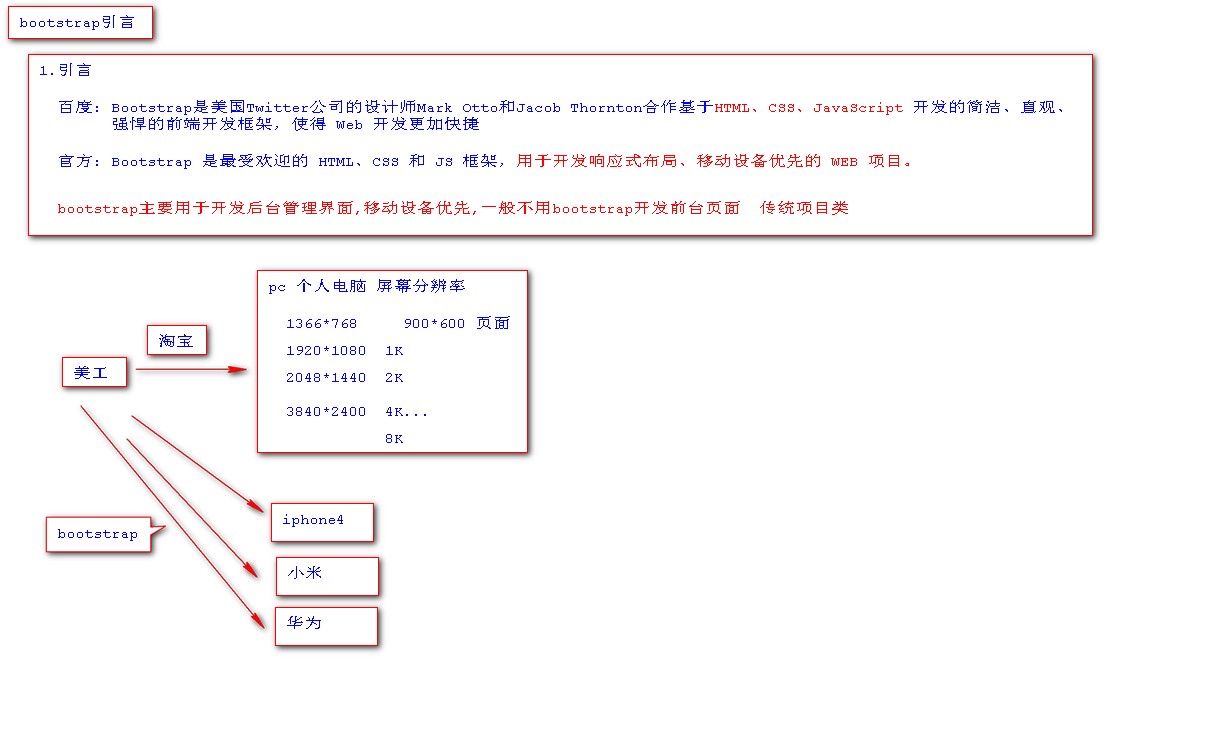 bootstrap引言
1.引言
百度: Bootstrap是美国Twitter公司的设计师Mark Otto和Jacob Thornton合作基于HTML、CSS、JavaScript 开发的简洁、直观、
强悍的前端开发框架，使得 Web 开发更加快捷
官方: Bootstrap 是最受欢迎的 HTML、CSS 和 JS 框架，用于开发响应式布局、移动设备优先的 WEB 项目。
bootstrap主要用于开发后台管理界面,移动设备优先,一般不用bootstrap开发前台页面 传统项目类
pc 个人电脑 屏幕分辨率
1366*768 900*600 页面
淘宝
1920*1080 1K
美工
2048*1440 2K
3840*2400 4K...
8K
iphone4
bootstrap
小米
华为